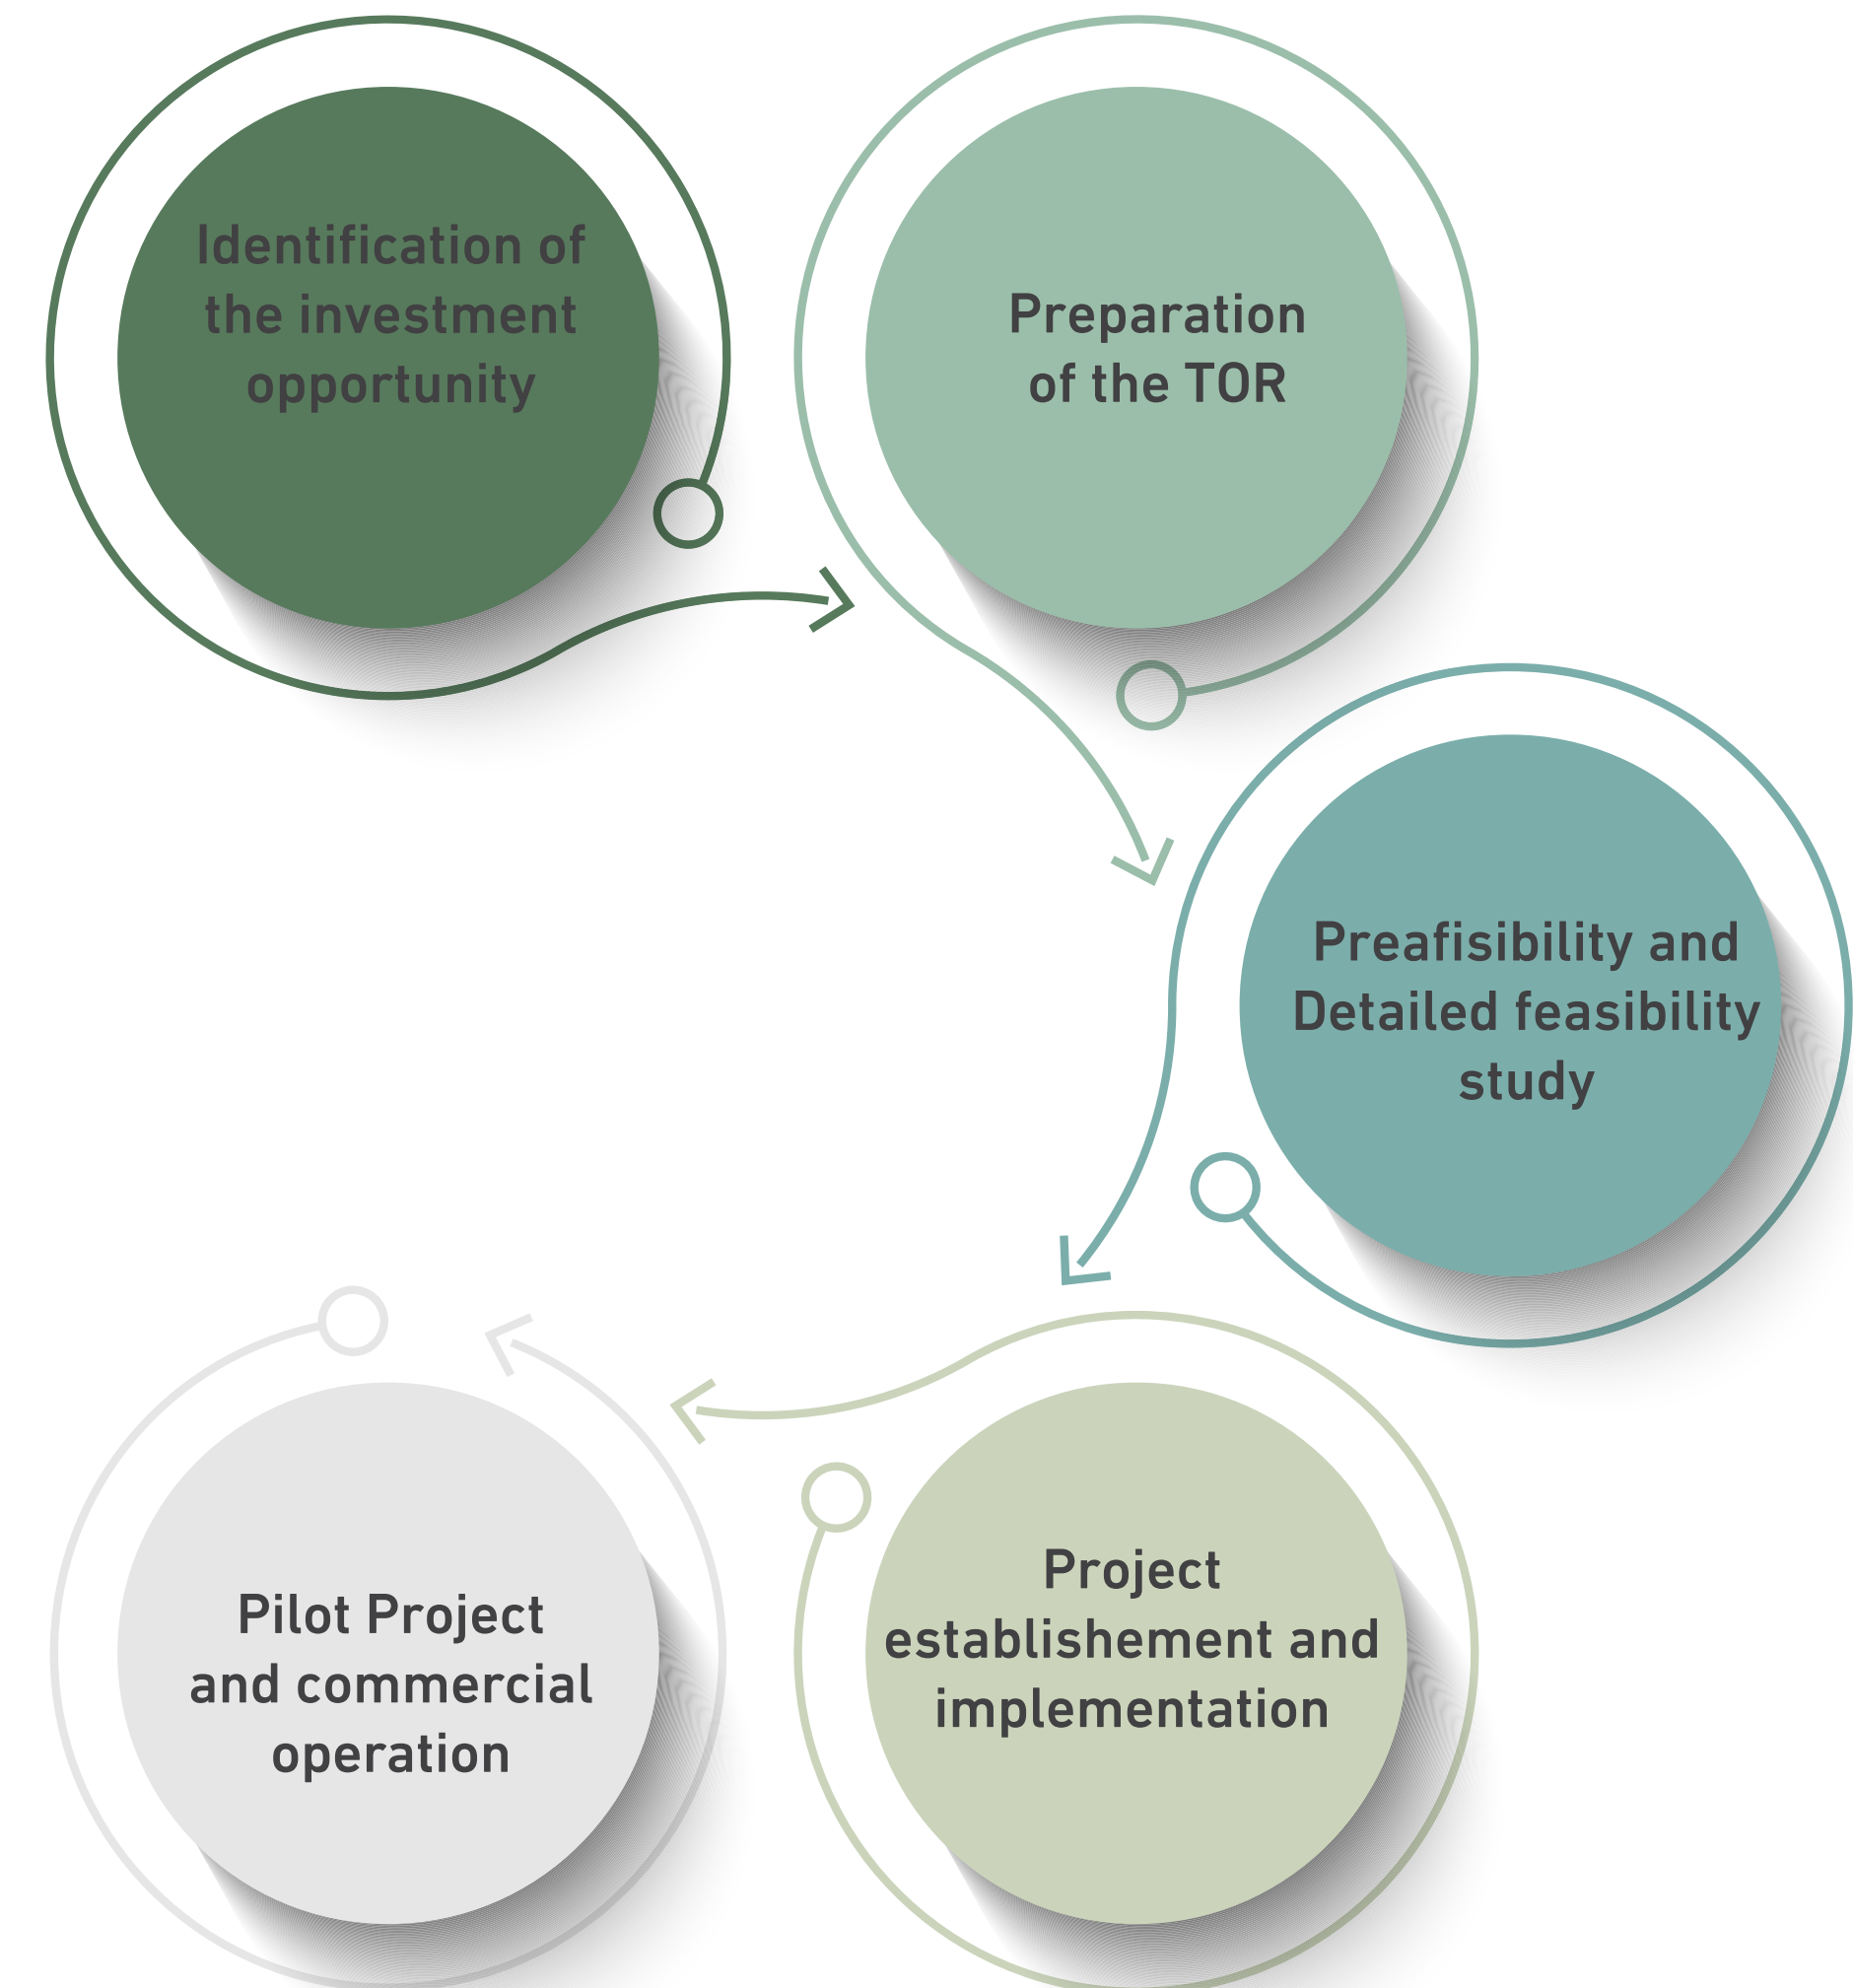 Identification of
the investment
opportunity
Preparation
of the TOR
Preafisibility and
Detailed feasibility
study
Project
establishement and
implementation
Pilot Project
and commercial
operation